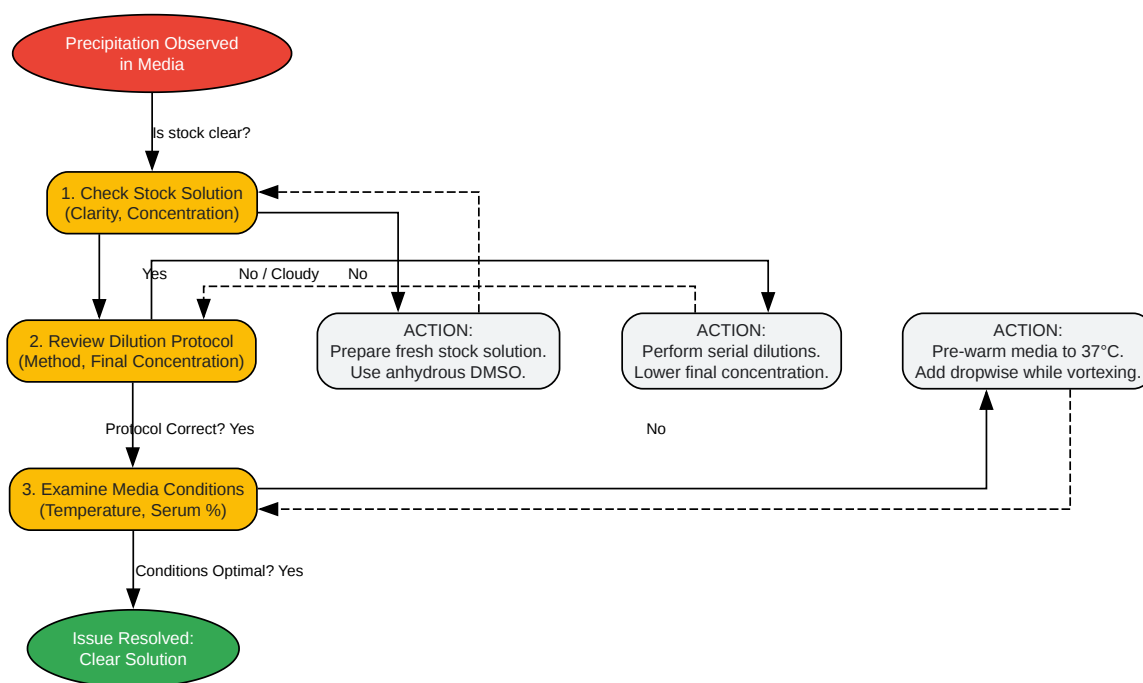 Precipitation Observed
in Media
Is stock clear?
1. Check Stock Solution
(Clarity, Concentration)
Yes
No / Cloudy
No
2. Review Dilution Protocol
(Method, Final Concentration)
ACTION:
Prepare fresh stock solution.
Use anhydrous DMSO.
ACTION:
Perform serial dilutions.
Lower final concentration.
ACTION:
Pre-warm media to 37°C.
Add dropwise while vortexing.
Protocol Correct? Yes
No
3. Examine Media Conditions
(Temperature, Serum %)
Conditions Optimal? Yes
Issue Resolved:
Clear Solution